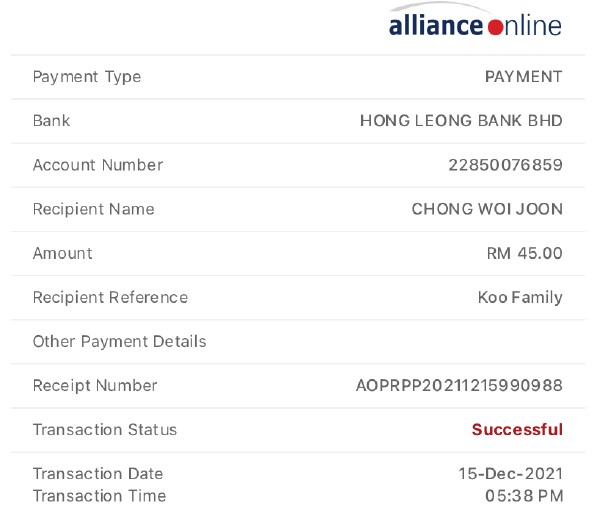 alliance online
Payment Type PAYMENT
Bank HONG LEONG BANK BHD
Account Number 22850076859
Recipient Name CHONG WOI JOON
Amount RM 45.00
Recipient Reference Koo Family
Other Payment Details
Receipt Number AOPRPP20211215990988
Transaction Status Successful
Transaction Date 15-Dec-2021
Transaction Time 05:38 PM